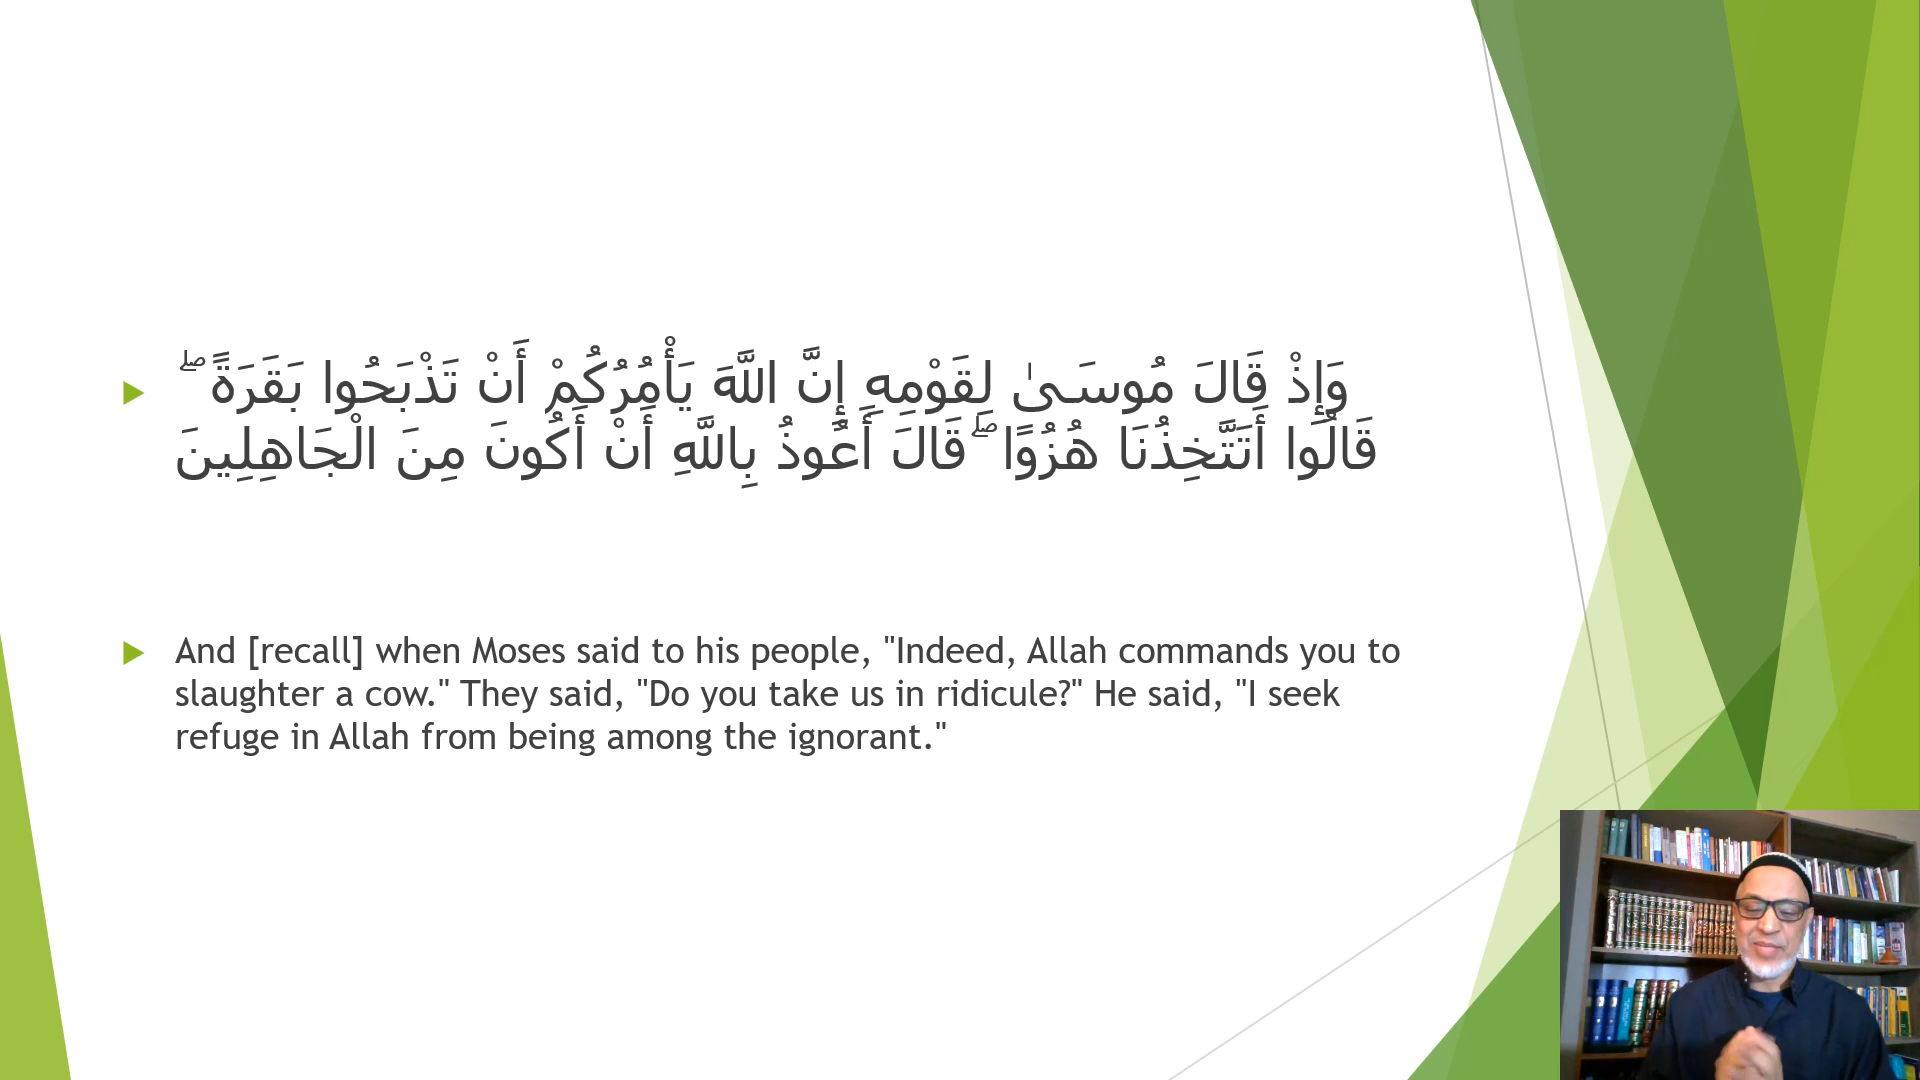 وَإِذْ قَالَ مُوسَىٰ لِقَوْمِهِ إِنَّ اللَّهَ يَأْمُرُكُمْ أَنْ تَذْبَحُوا بَقَرَةً ۖ
قَالُوا أَتَتَّخِذُنَا هُزُوًا ۖ قَالَ أَعُوذُ بِاللَّهِ أَنْ أَكُونَ مِنَ الْجَاهِلِينَ
And [recall] when Moses said to his people, "Indeed, Allah commands you to
slaughter a cow." They said, "Do you take us in ridicule?" He said, "I seek
refuge in Allah from being among the ignorant."